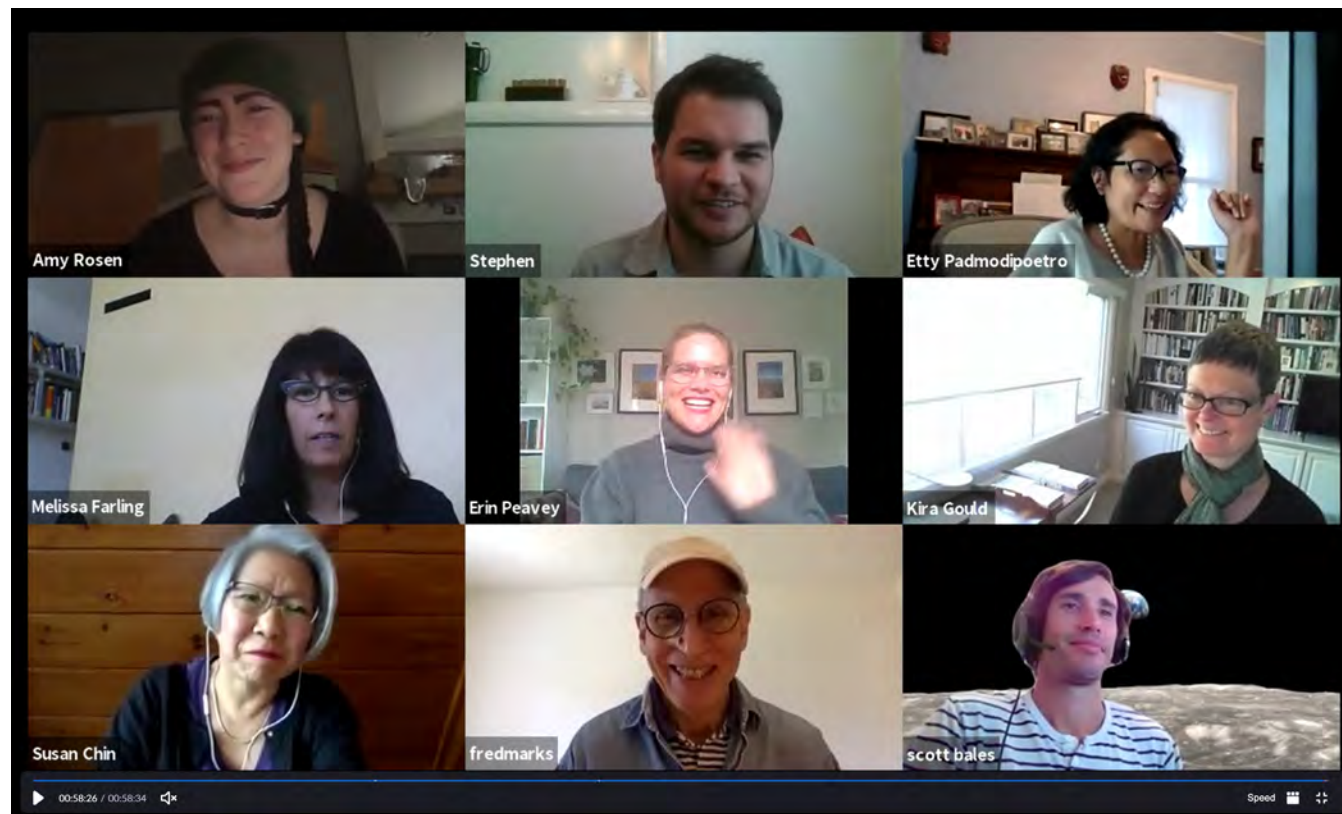 Amy Rosen
Stephen
Etty Padmodipoetro
Melissa Farling
Erin Peavey
Kira Gould
Susan Chin
fredmarks
scott bales
00:58:26 / 00:58:34
Speed